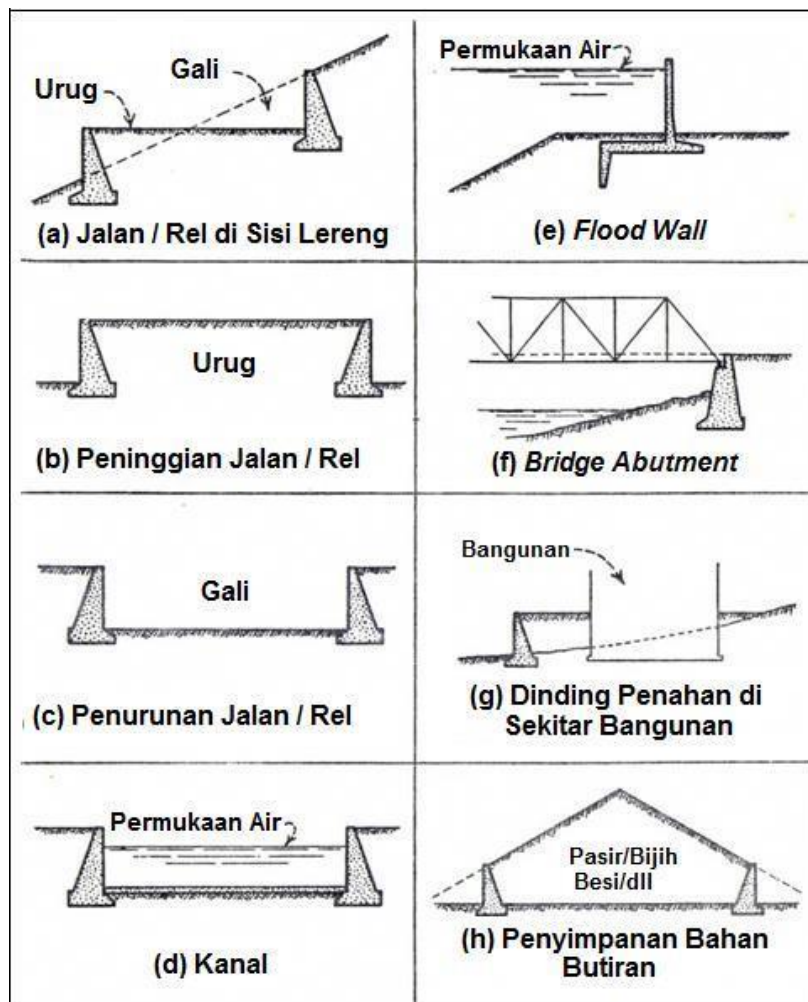 Gali
Urug
(a) Jalan / Rel di Sisi Lereng
Permukaan Air
(e) Flood Wall
Urug
(b) Peninggian Jalan / Rel
(f) Bridge Abutment
Gali
(c) Penurunan Jalan / Rel
Bangunan
(g) Dinding Penahan di
Sekitar Bangunan
Permukaan Air
(d) Kanal
Pasir/Bijih
Besi/dll
(h) Penyimpanan Bahan
Butiran